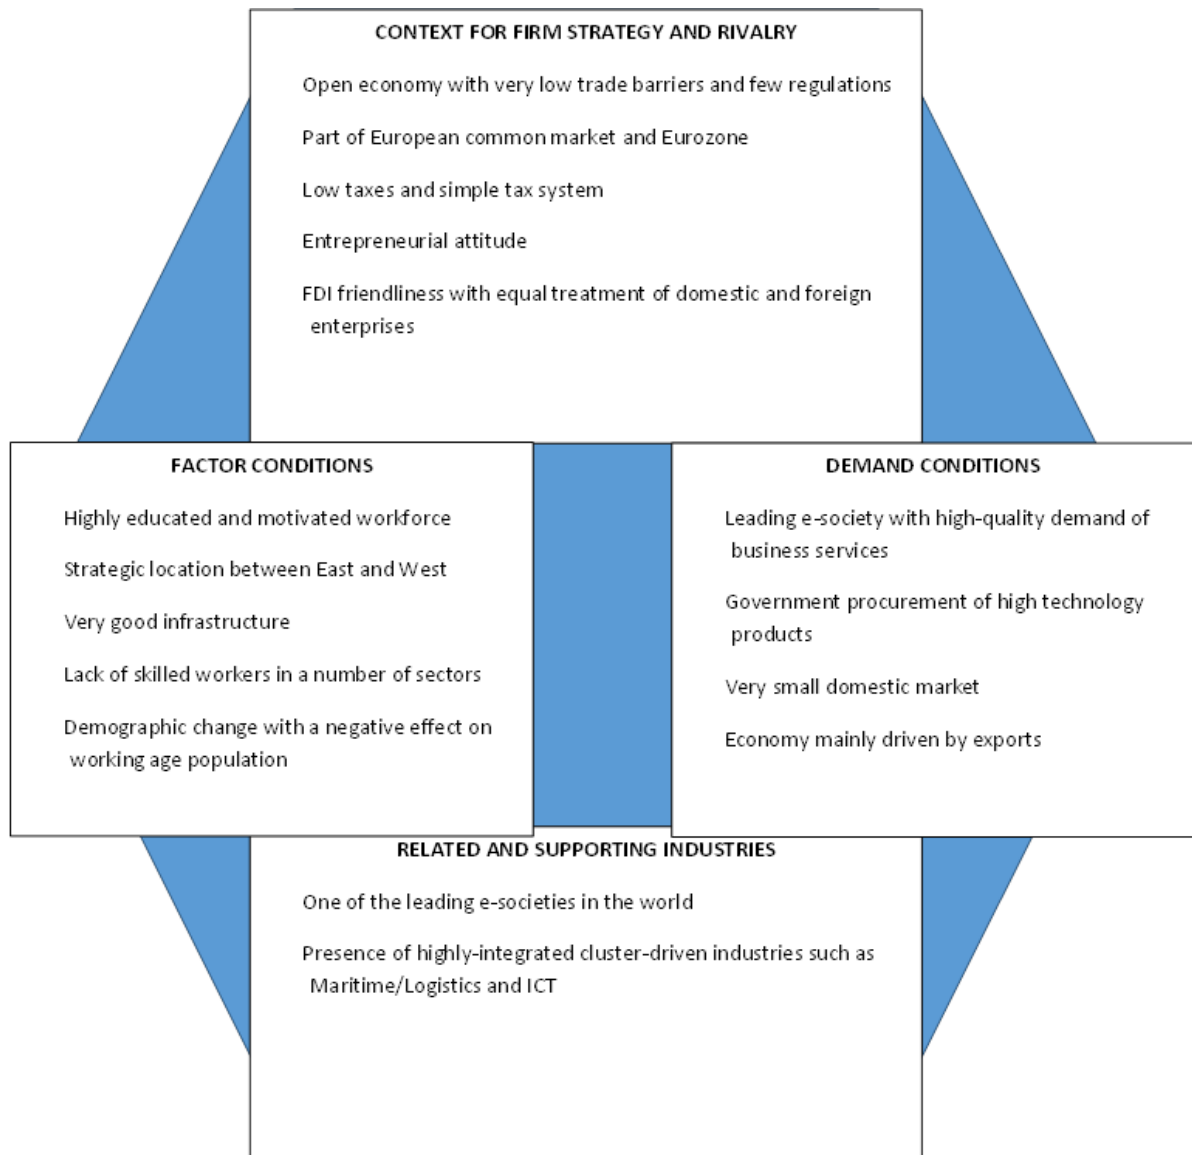 CONTEXT FOR FIRM STRATEGY AND RIVALRY
Open economy with very low trade barriers and few regulations
Part of European common market and Eurozone
Low taxes and simple tax system
Entrepreneurial attitude
FDI friendliness with equal treatment of domestic and foreign
enterprises
FACTOR CONDITIONS
Highly educated and motivated workforce
Strategic location between East and West
Very good infrastructure
Lack of skilled workers in a number of sectors
Demographic change with a negative effect on
working age population
DEMAND CONDITIONS
Leading e-society with high-quality demand of
business services
Government procurement of high technology
products
Very small domestic market
Economy mainly driven by exports
RELATED AND SUPPORTING INDUSTRIES
One of the leading e-societies in the world
Presence of highly-integrated cluster-driven industries such as
Maritime/Logistics and ICT